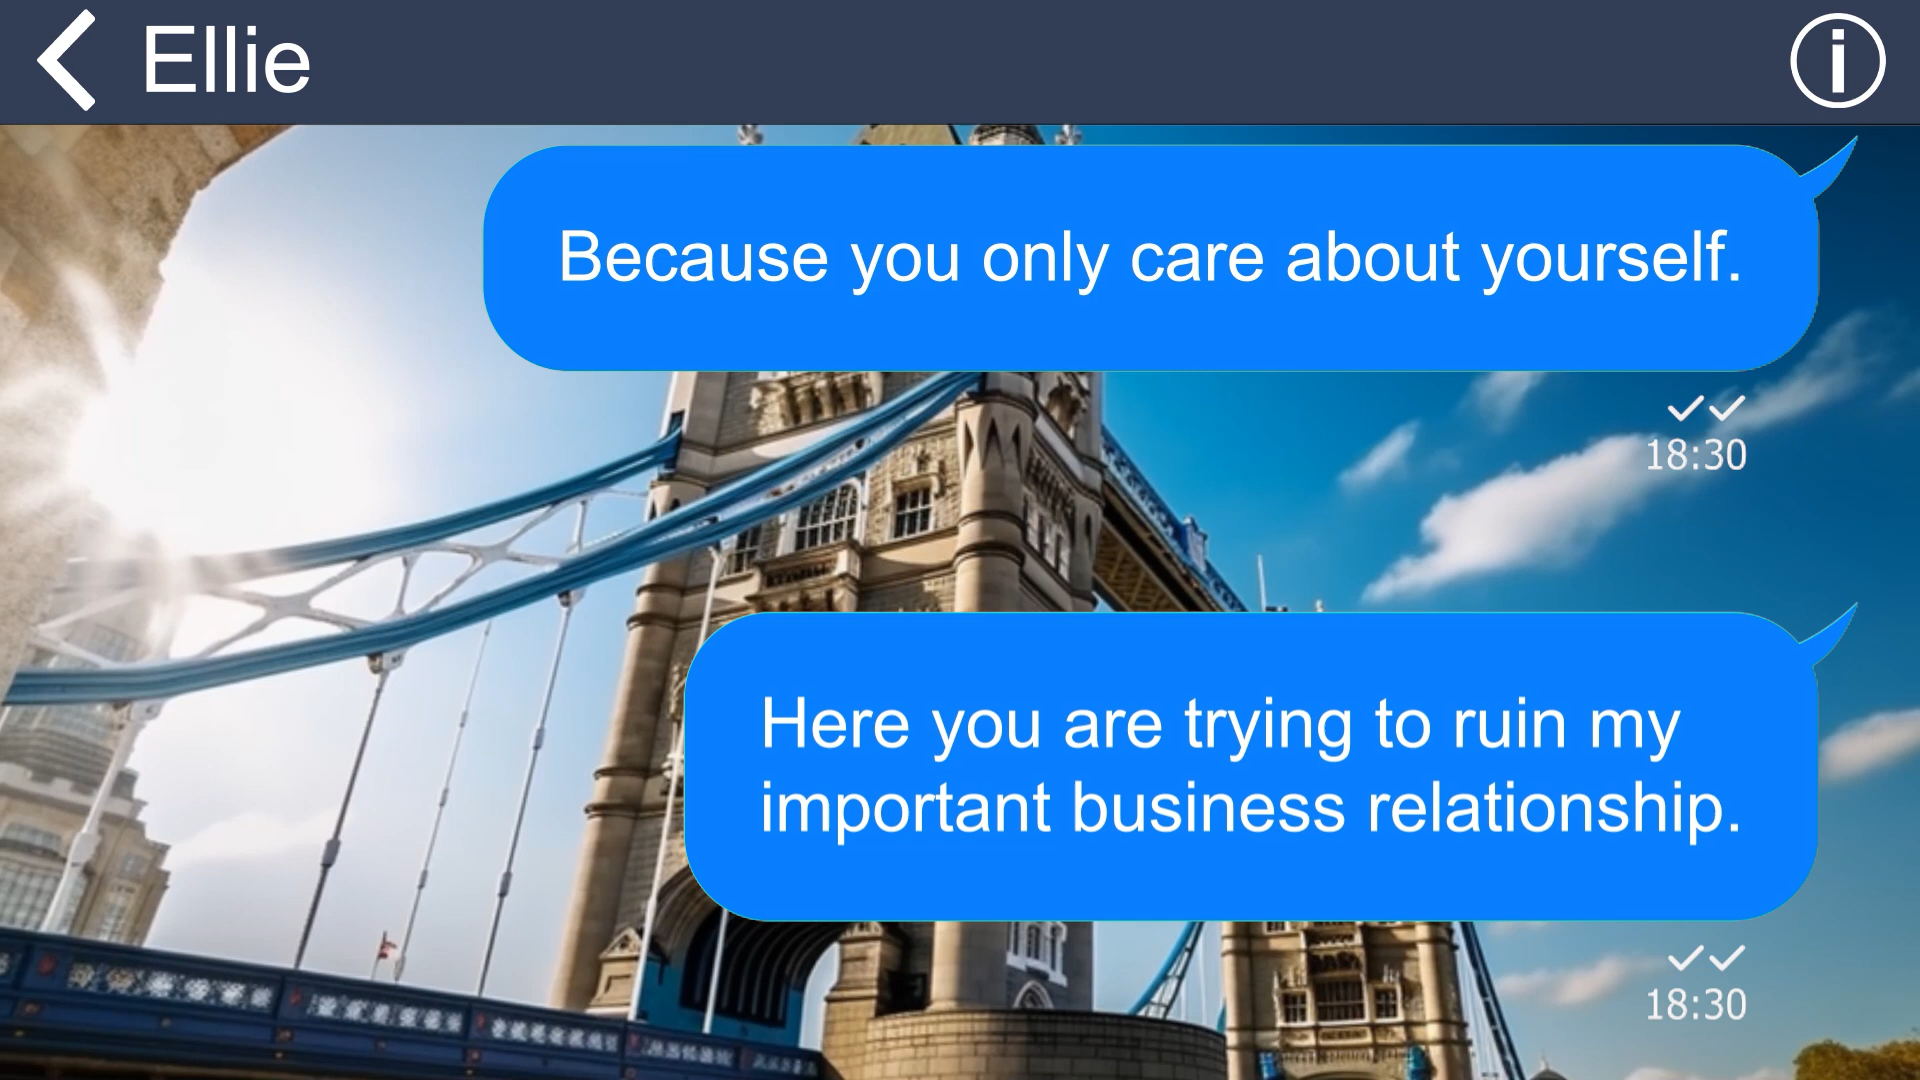 Ellie
Because you only care about yourself.
18:30
Here you are trying to ruin my
important business relationship.
18:30